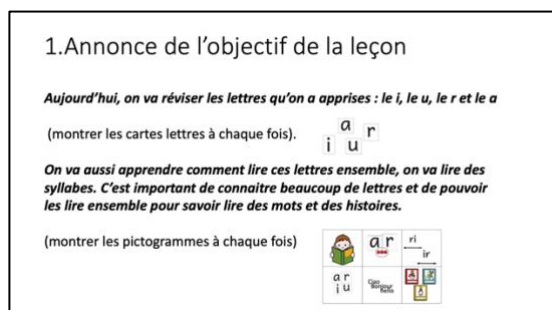 1.Annonce de l'objectif de la leçon
Aujourd'hui, on va réviser les lettres qu'on a apprises : le i, le u, le r et le a
(montrer les cartes lettres à chaque fois).
a r
i u
On va aussi apprendre comment lire ces lettres ensemble, on va lire des
syllabes. C'est important de connaitre beaucoup de lettres et de pouvoir
les lire ensemble pour savoir lire des mots et des histoires.
(montrer les pictogrammes à chaque fois)
ar
ri
ir
a r
i u
Ciao
Bonjour